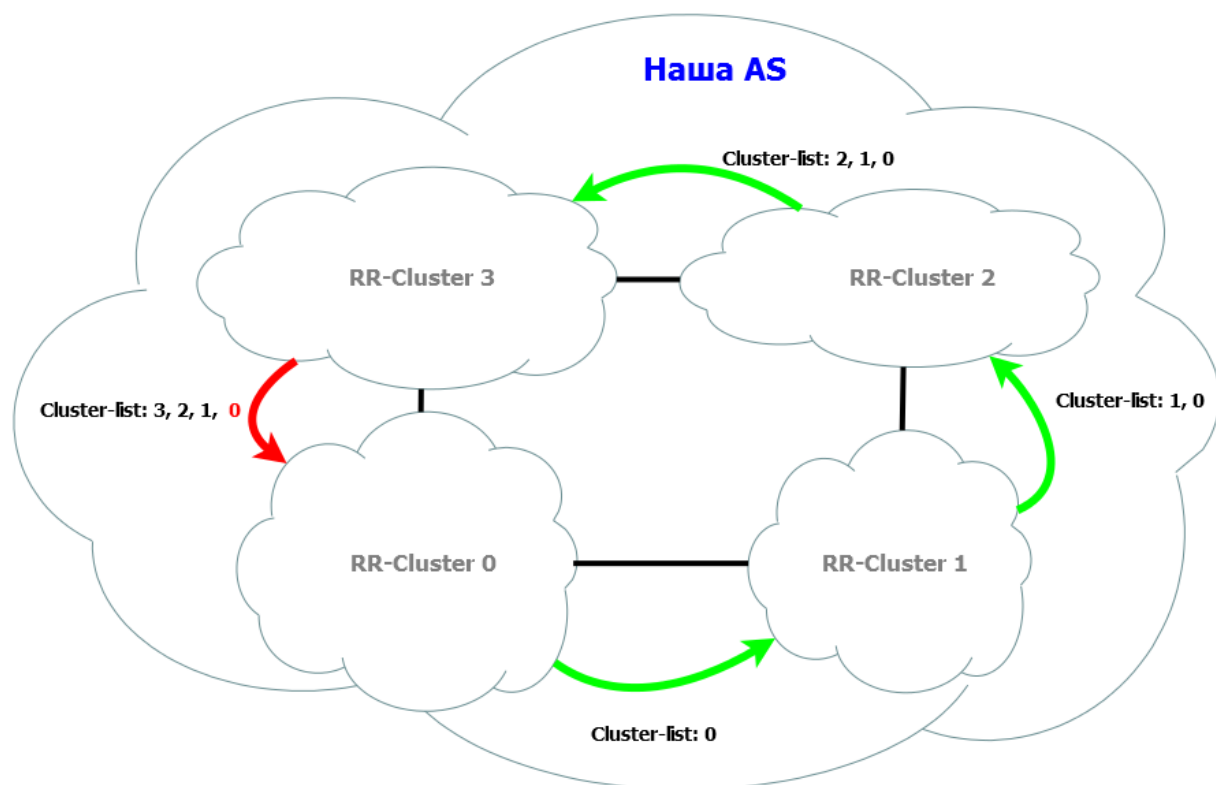 Наша AS
Cluster-list: 2, 1, 0
RR-Cluster 3
RR-Cluster 2
Cluster-list: 3, 2, 1, 0
Cluster-list: 1, 0
RR-Cluster 0
RR-Cluster 1
Cluster-list: 0